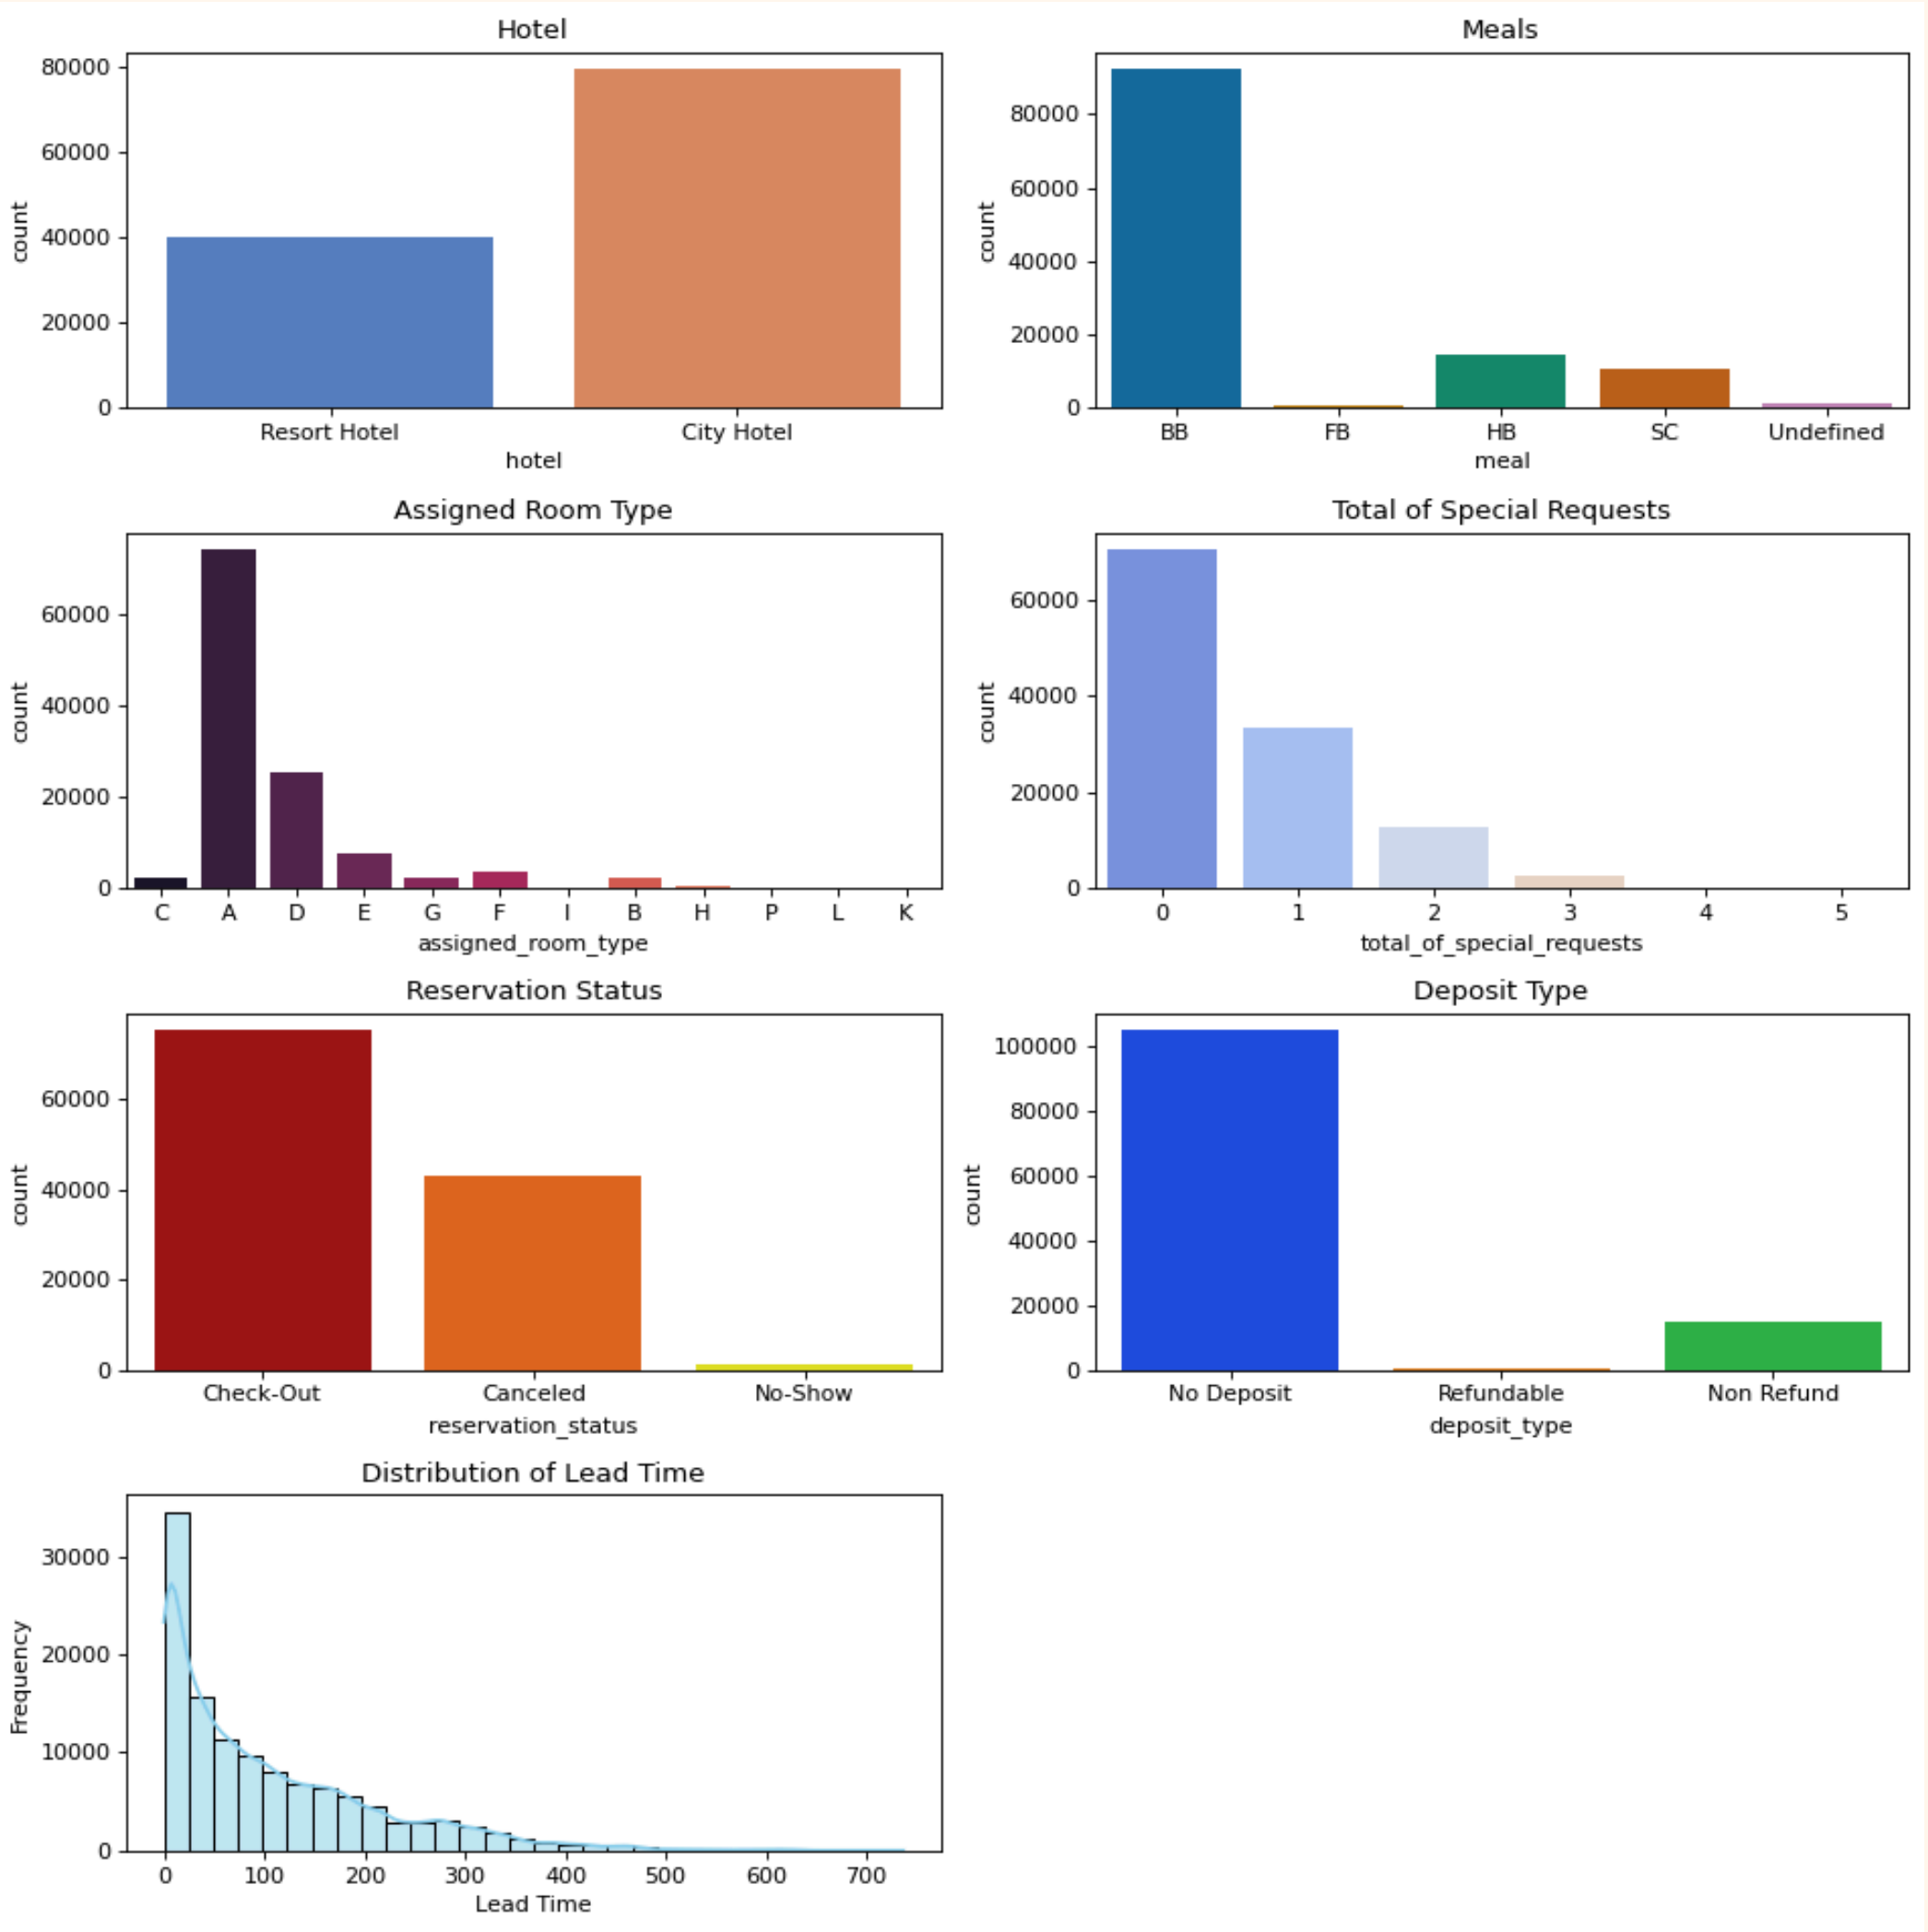 Hotel
80000
60000
40000
20000
0
count
Resort Hotel City Hotel
hotel
Meals
80000
60000
40000
20000
0
count
BB FB HB SC Undefined
meal
Assigned Room Type
60000
40000
20000
0
count
C A D E G F I B H P L K
assigned_room_type
Total of Special Requests
60000
40000
20000
0
count
0 1 2 3 4 5
total_of_special_requests
Reservation Status
60000
40000
20000
0
count
Check-Out Canceled No-Show
reservation_status
Deposit Type
100000
80000
60000
40000
20000
0
count
No Deposit Refundable Non Refund
deposit_type
Distribution of Lead Time
30000
20000
10000
0
Frequency
0 100 200 300 400 500 600 700
Lead Time